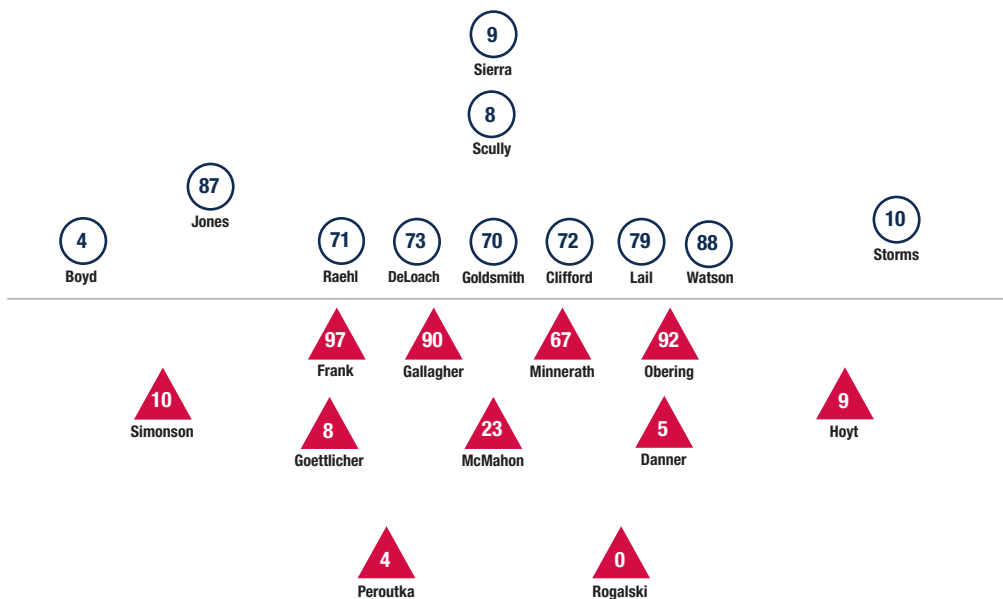 9
Sierra
8
Scully
87
Jones
4
Boyd
71
Raehl
73
DeLoach
70
Goldsmith
72
Clifford
79
Lail
88
Watson
10
Storms
97
Frank
90
Gallagher
67
Minnerath
92
Obering
10
Simonson
8
Goettlicher
23
McMahon
5
Danner
9
Hoyt
4
Peroutka
0
Rogalski